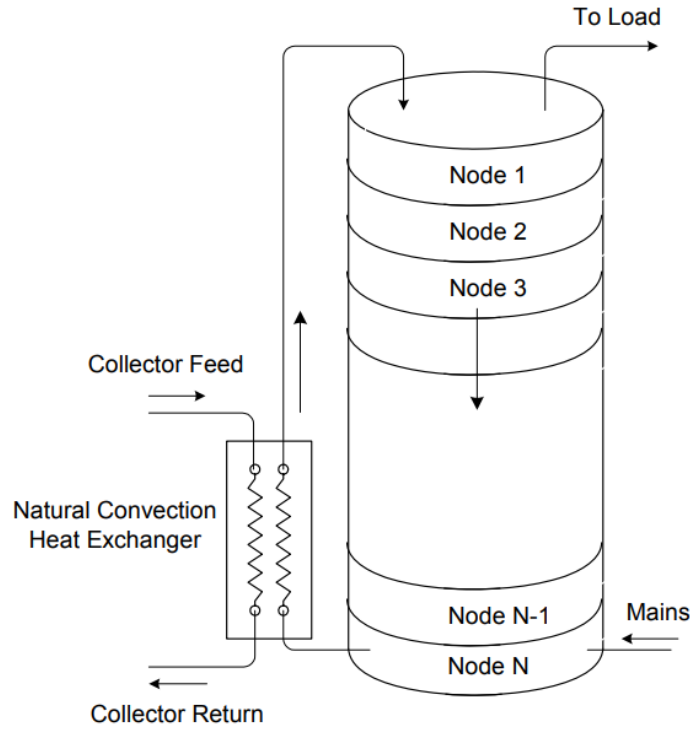 To Load
Node 1
Node 2
Node 3
Collector Feed
Natural Convection
Heat Exchanger
Node N-1
Mains
Node N
Collector Return